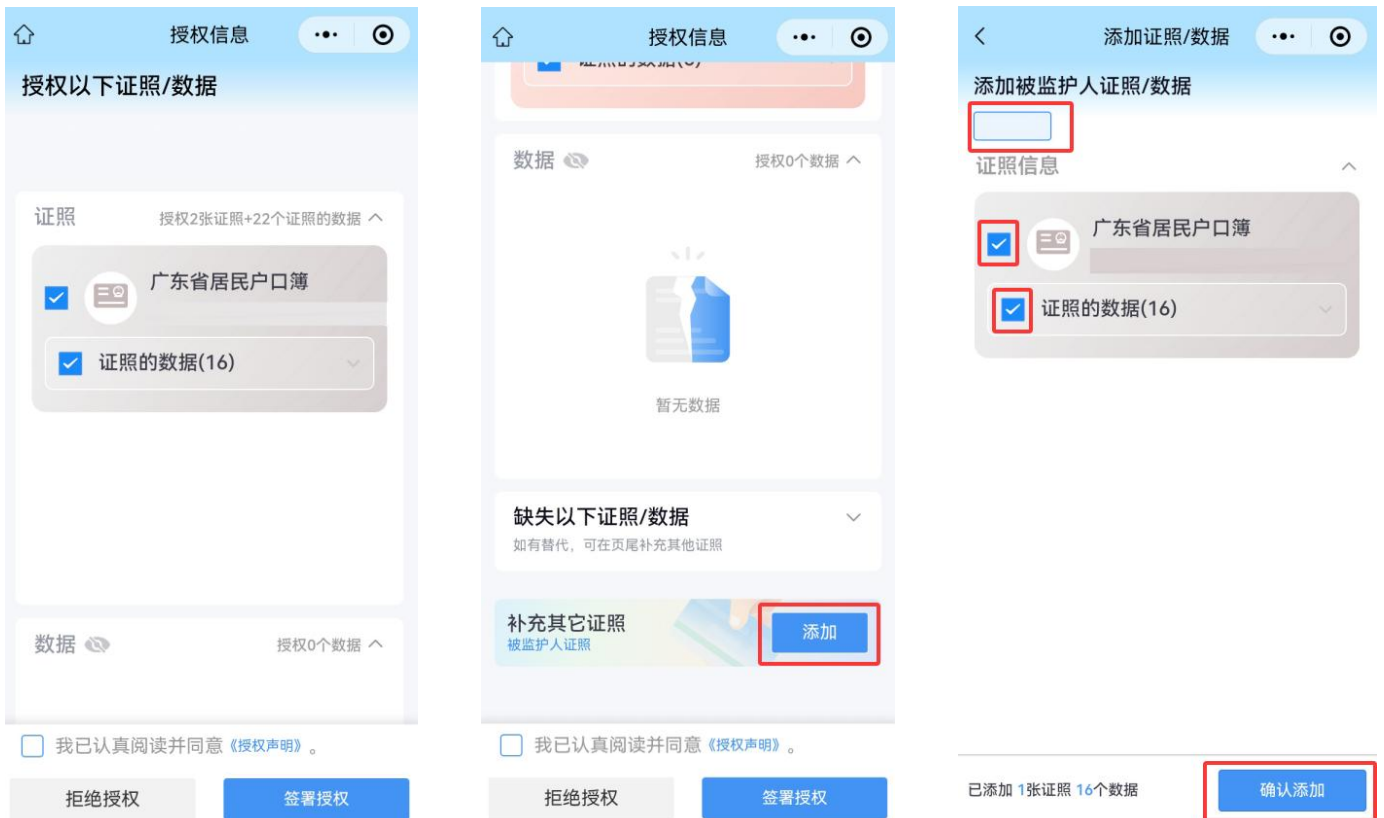 授权信息
授权以下证照/数据
证照
授权2张证照+22个证照的数据
广东省居民户口簿
证照的数据(16)
数据
授权0个数据
我已认真阅读并同意《授权声明》。
拒绝授权
签署授权
授权信息
数据
授权0个数据
暂无数据
缺失以下证照/数据
如有替代，可在页尾补充其他证照
补充其它证照
被监护人证照
添加
我已认真阅读并同意《授权声明》。
拒绝授权
签署授权
添加证照/数据
添加被监护人证照/数据
证照信息
广东省居民户口簿
证照的数据(16)
已添加 1张证照 16个数据
确认添加